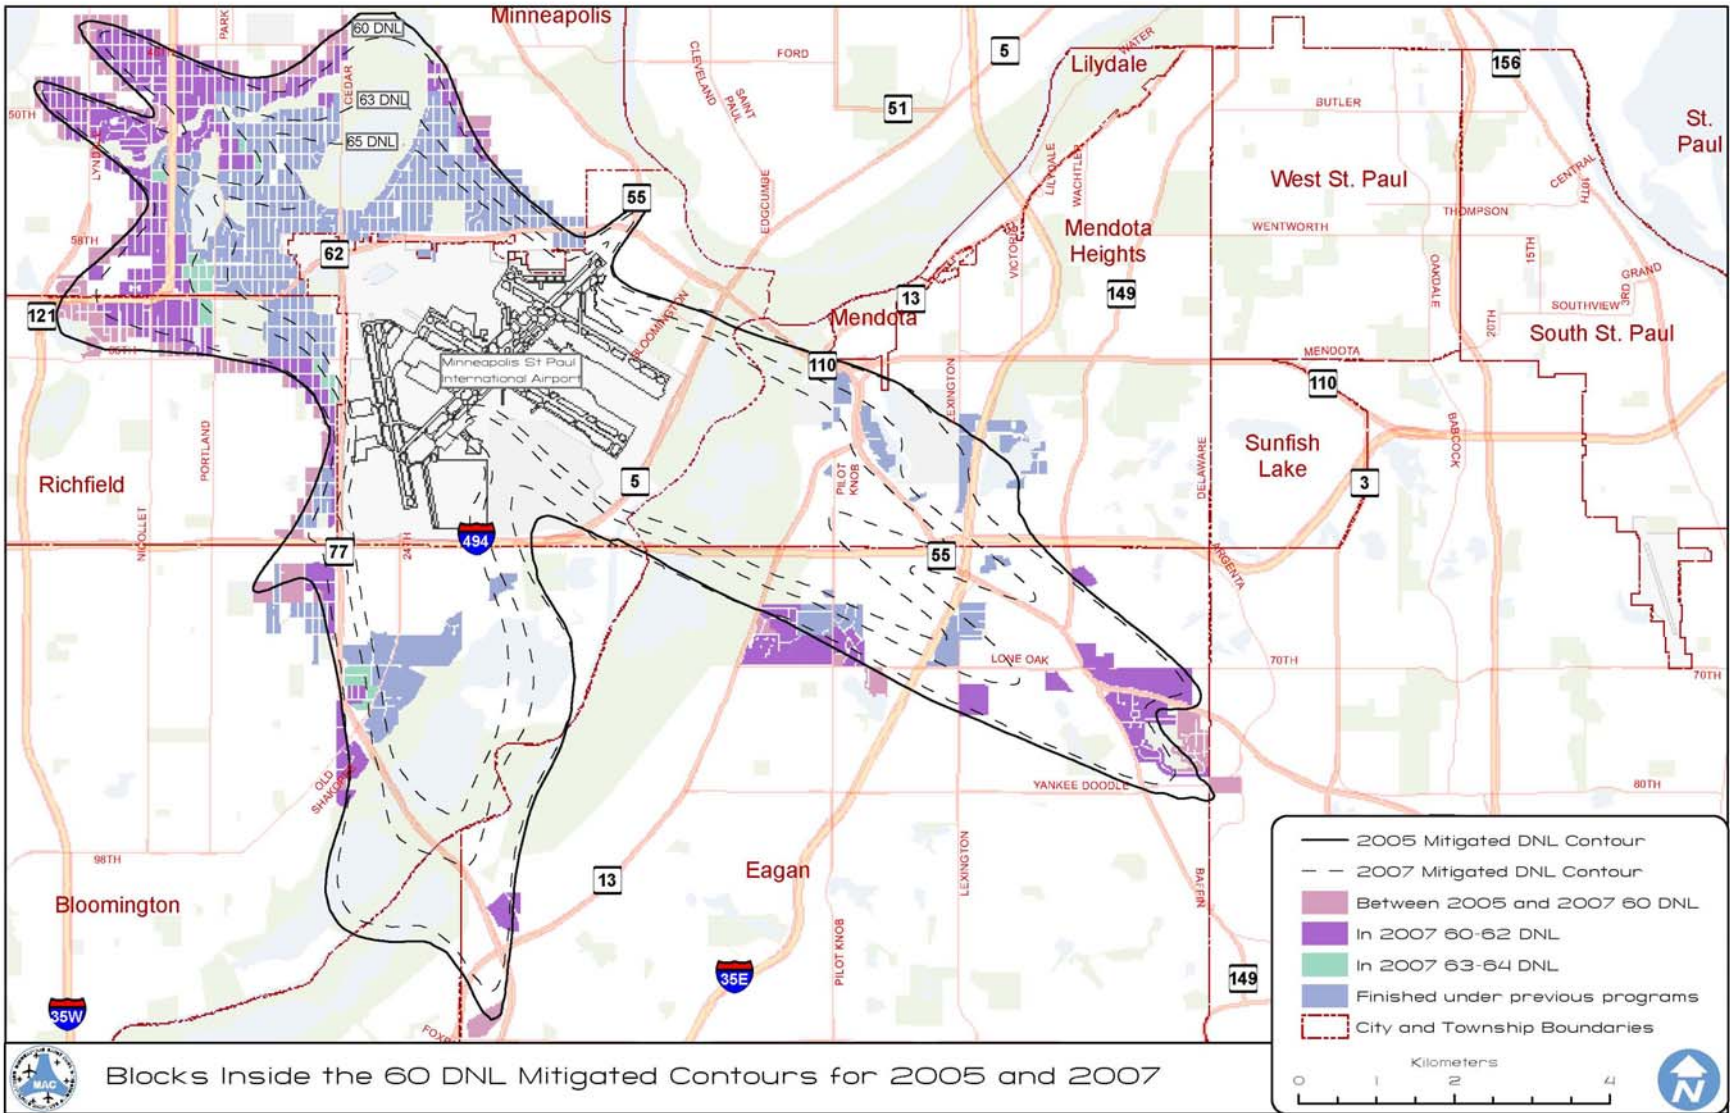 Minneapolis
PARK
60 DNL
46TH
FORD
WATER
5
Lilydale
156
CEDAR
63 DNL
CLEVELAND
SAINT
PAUL
51
BUTLER
50TH
65 DNL
St.
Paul
LYNDALE
LILYDALE
WACHTLER
CENTRAL
10TH
EDGCUMBE
West St. Paul
55
THOMPSON
58TH
62
VICTORIA
Mendota
Heights
WENTWORTH
15TH
OAKDALE
GRAND
3RD
121
13
149
SOUTHVIEW
Mendota
BLOOMINGTON
20TH
South St. Paul
66TH
Minneapolis St Paul
International Airport
110
MENDOTA
110
LEXINGTON
PORTLAND
BABCOCK
Sunfish
Lake
DELAWARE
Richfield
5
PILOT
KNOB
3
NICOLLET
24TH
494
77
55
ARGENTA
LONE OAK
70TH
70TH
OLD
SHAKOPEE
YANKEE DOODLE
80TH
98TH
LEXINGTON
Eagan
13
BAFFIN
Bloomington
PILOT KNOB
35E
149
35W
2005 Mitigated DNL Contour
2007 Mitigated DNL Contour
Between 2005 and 2007 60 DNL
In 2007 60-62 DNL
In 2007 63-64 DNL
Finished under previous programs
City and Township Boundaries
Kilometers
0 1 2 4
N
MAC
Blocks Inside the 60 DNL Mitigated Contours for 2005 and 2007